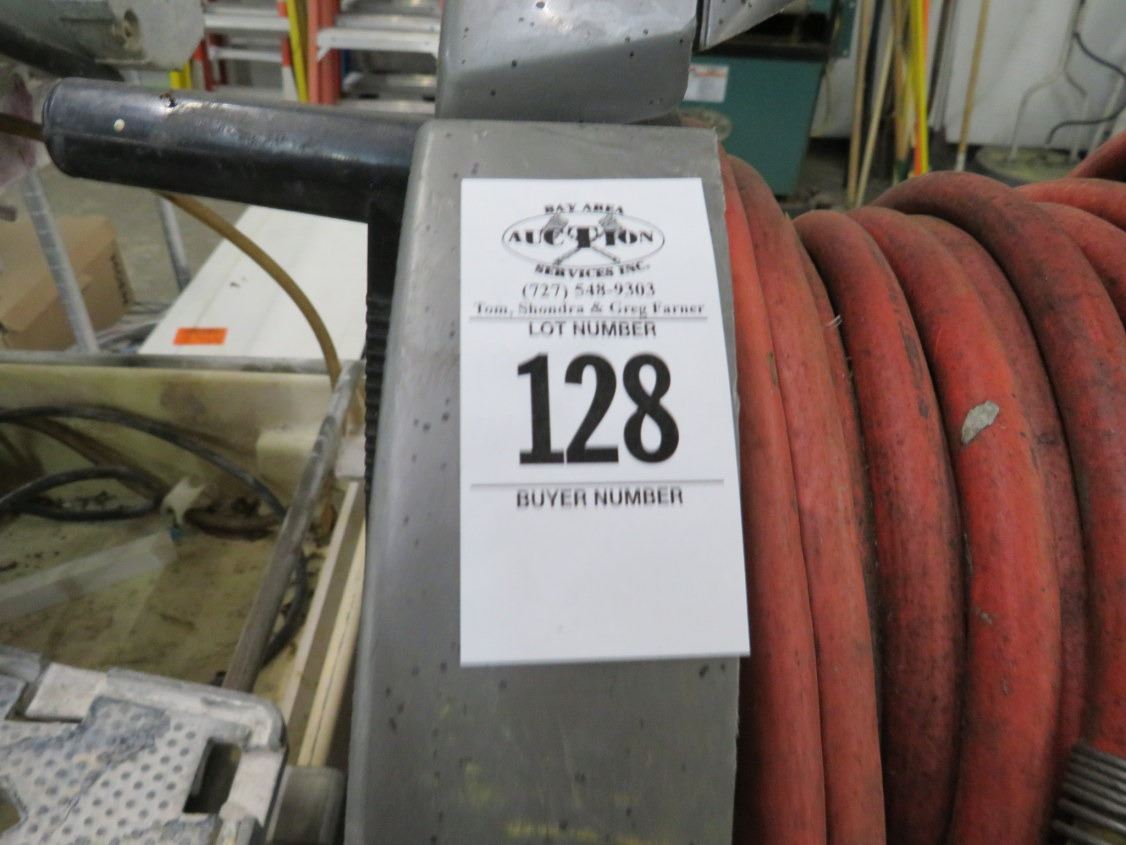 BAY AREA
AUCTION
SERVICES INC.
(727) 548-9303
Tom, Shondra & Greg Farner
LOT NUMBER
128
BUYER NUMBER